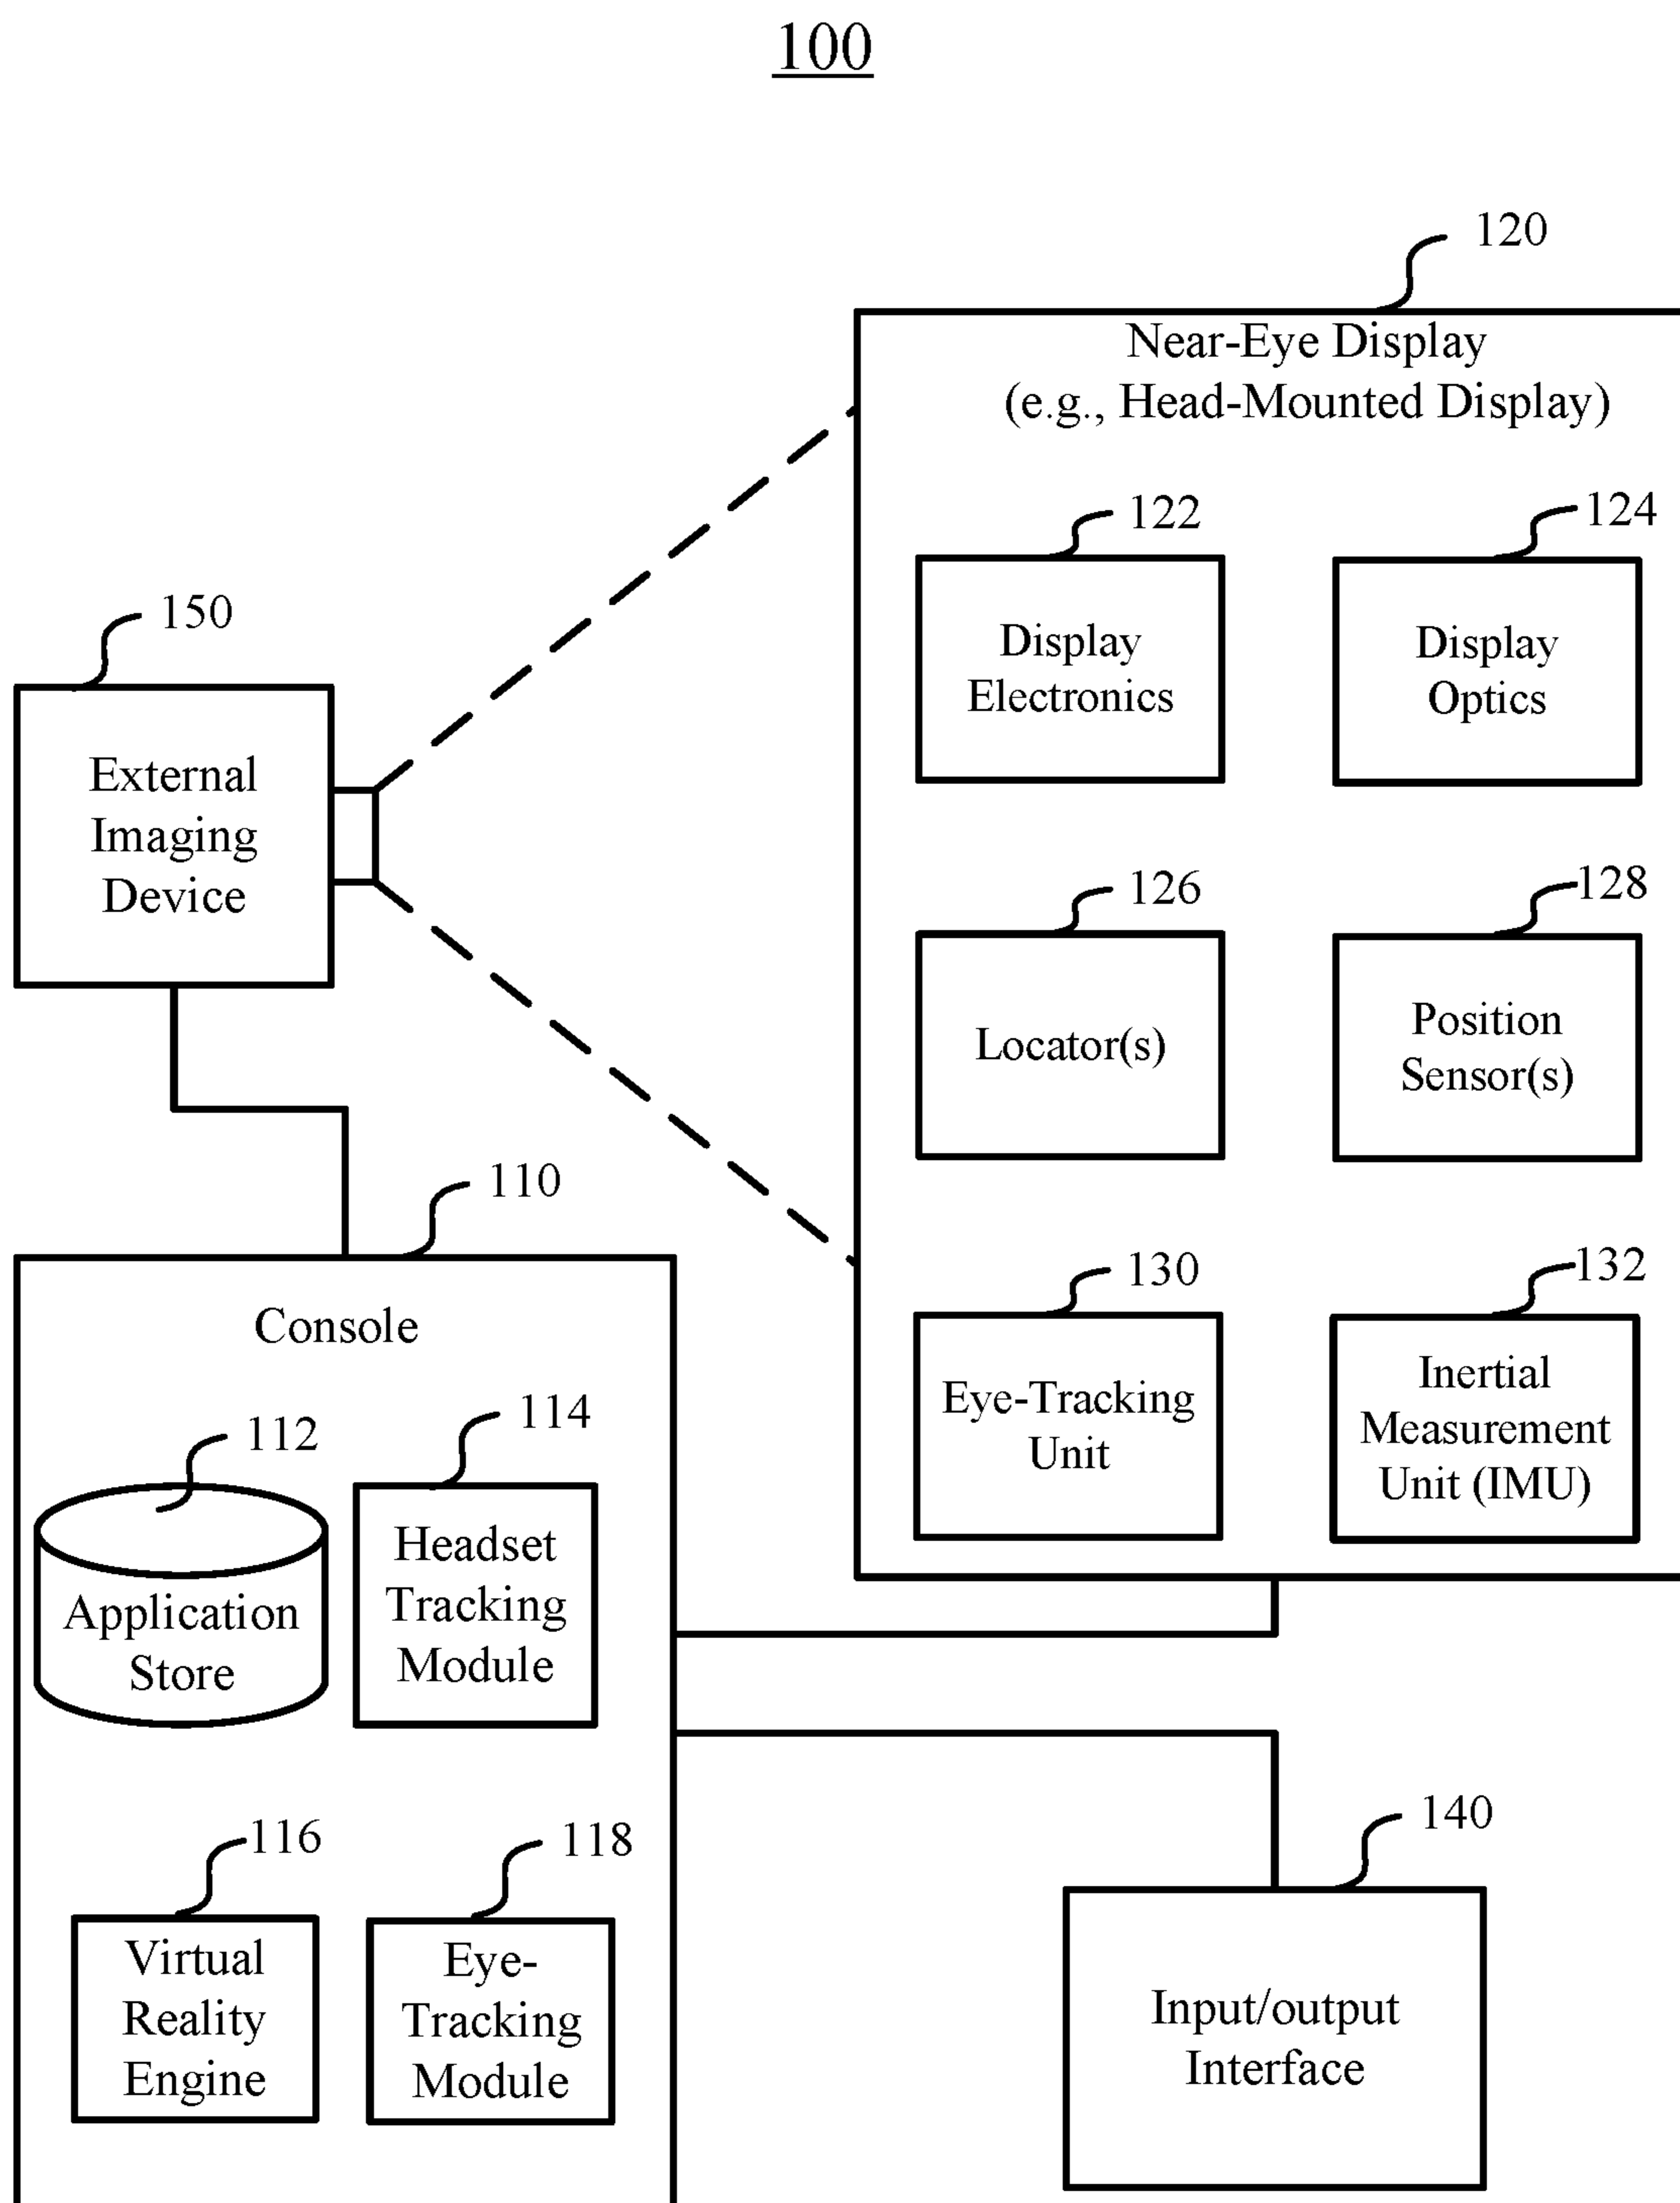 100
120
Near-Eye Display
(e.g., Head-Mounted Display)
122
Display
Electronics
124
Display
Optics
150
External
Imaging
Device
126
Locator(s)
128
Position
Sensor(s)
130
Eye-Tracking
Unit
132
Inertial
Measurement
Unit (IMU)
110
Console
112
Application
Store
114
Headset
Tracking
Module
116
Virtual
Reality
Engine
118
Eye-
Tracking
Module
140
Input/output
Interface